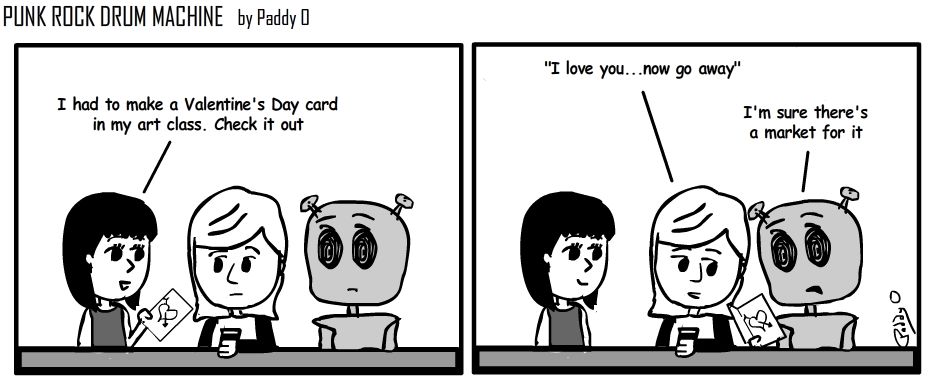 PUNK ROCK DRUM MACHINE by Paddy O
I had to make a Valentine's Day card
in my art class. Check it out
"I love you...now go away"
I'm sure there's
a market for it
Paddy O